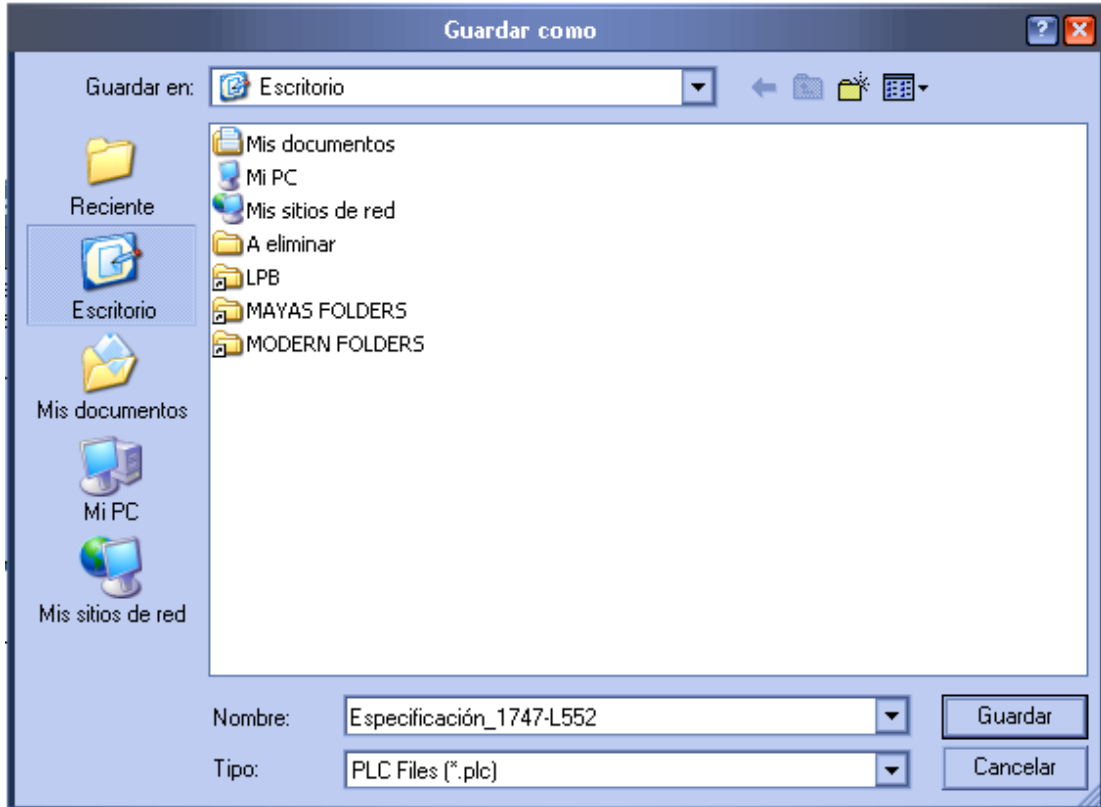 Guardar como
Guardar en:
Escritorio
Reciente
Escritorio
Mis documentos
Mi PC
Mis sitios de red
Mis documentos
Mi PC
Mis sitios de red
A eliminar
LPB
MAYAS FOLDERS
MODERN FOLDERS
Nombre:
Especificación_1747-L552
Guardar
Tipo:
PLC Files (*.plc)
Cancelar